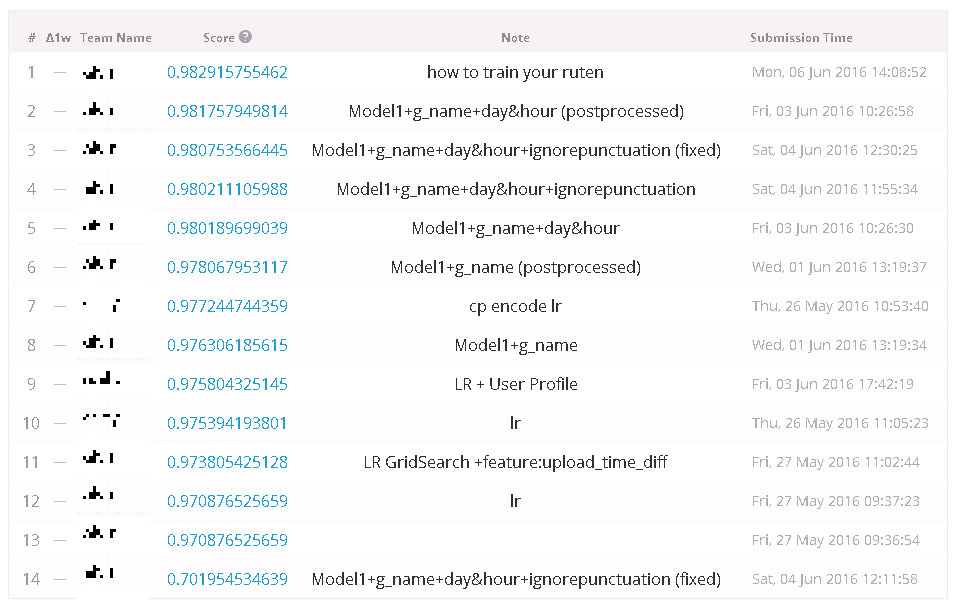 # Δ1w Team Name Score ? Note Submission Time
1 — 0.982915755462 how to train your ruten Mon, 06 Jun 2016 14:08:52
2 — 0.981757949814 Model1+g_name+day&hour (postprocessed) Fri, 03 Jun 2016 10:26:58
3 — 0.980753566445 Model1+g_name+day&hour+ignorepunctuation (fixed) Sat, 04 Jun 2016 12:30:25
4 — 0.980211105988 Model1+g_name+day&hour+ignorepunctuation Sat, 04 Jun 2016 11:55:34
5 — 0.980189699039 Model1+g_name+day&hour Fri, 03 Jun 2016 10:26:30
6 — 0.978067953117 Model1+g_name (postprocessed) Wed, 01 Jun 2016 13:19:37
7 — 0.977244744359 cp encode lr Thu, 26 May 2016 10:53:40
8 — 0.976306185615 Model1+g_name Wed, 01 Jun 2016 13:19:34
9 — 0.975804325145 LR + User Profile Fri, 03 Jun 2016 17:42:19
10 — 0.975394193801 lr Thu, 26 May 2016 11:05:23
11 — 0.973805425128 LR GridSearch +feature:upload_time_diff Fri, 27 May 2016 11:02:44
12 — 0.970876525659 lr Fri, 27 May 2016 09:37:23
13 — 0.970876525659 Fri, 27 May 2016 09:36:54
14 — 0.701954534639 Model1+g_name+day&hour+ignorepunctuation (fixed) Sat, 04 Jun 2016 12:11:58